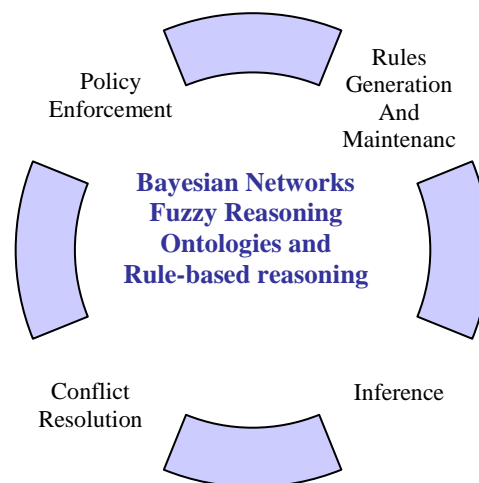 Policy
Enforcement
Rules
Generation
And
Maintenanc
Bayesian Networks
Fuzzy Reasoning
Ontologies and
Rule-based reasoning
Conflict
Resolution
Inference